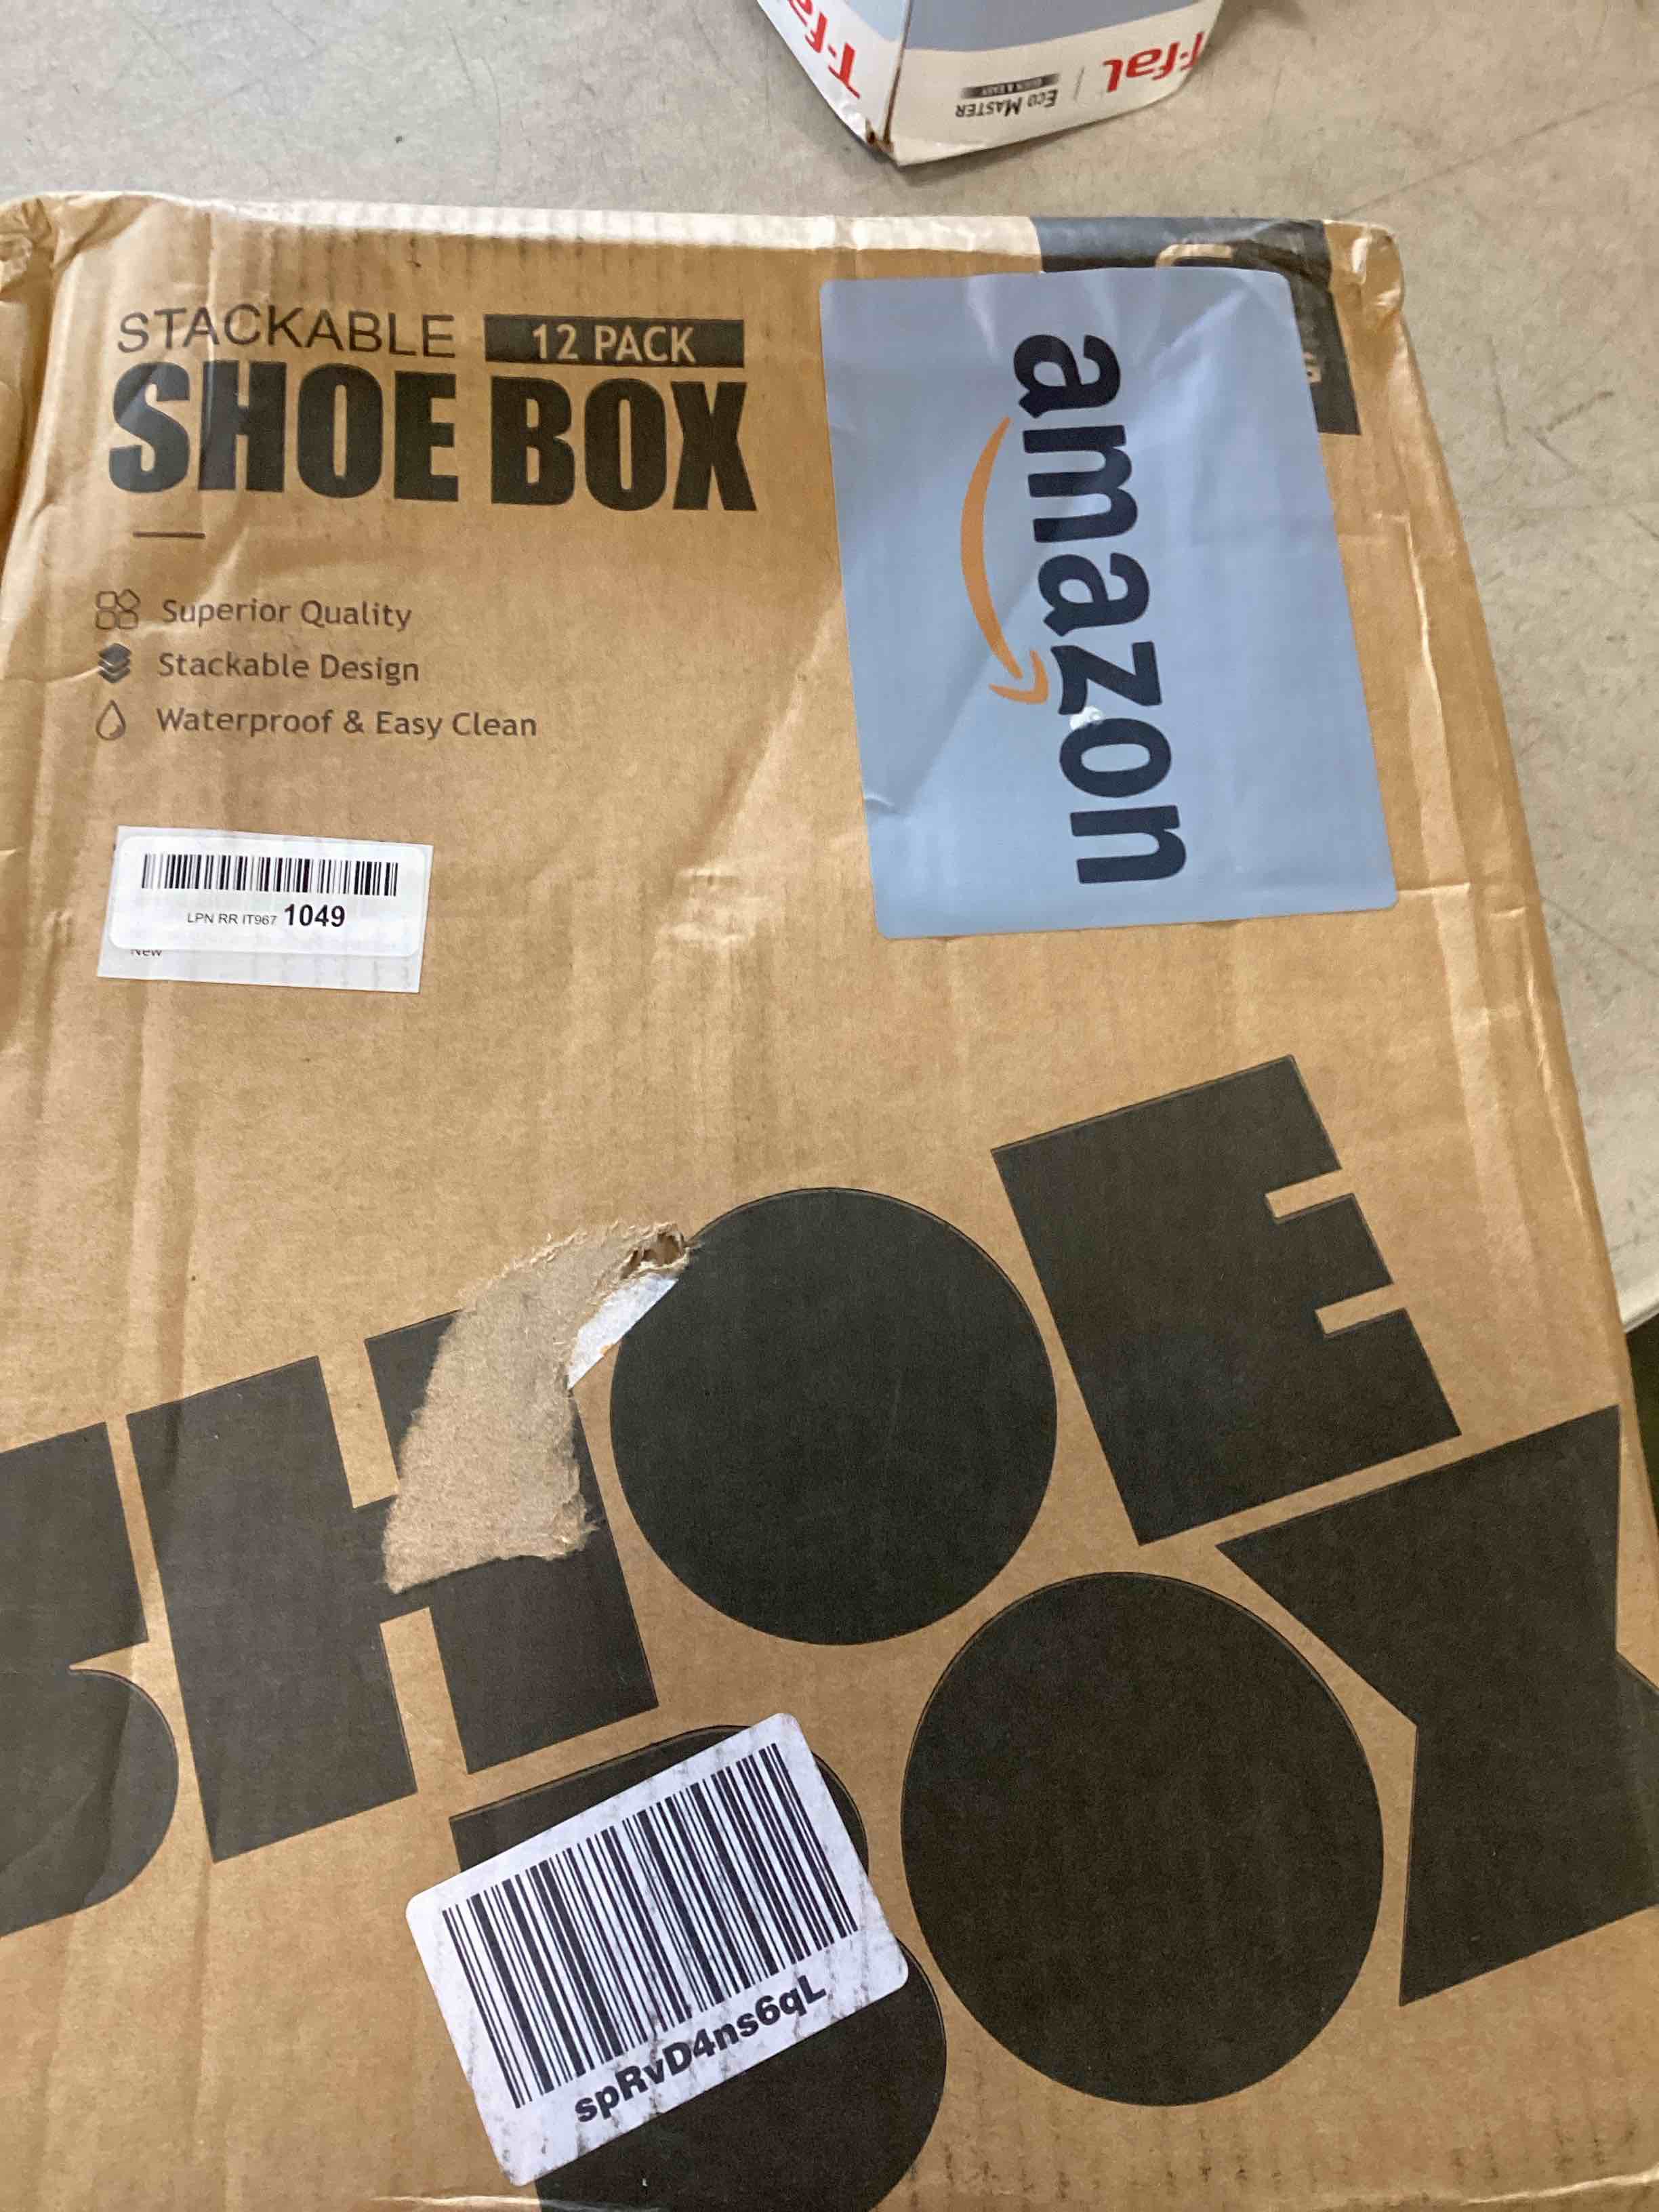 T-fal
ECO MASTER
STACKABLE 12 PACK
SHOE BOX
Superior Quality
Stackable Design
Waterproof & Easy Clean
amazon
LPN RR IT967 1049
New
SHOE
BOX
spRvD4ns6qL